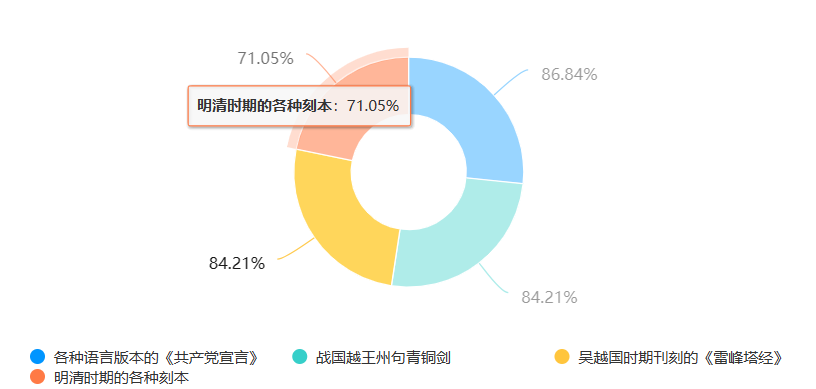 71.05%
86.84%
明清时期的各种刻本：71.05%
84.21%
84.21%
各种语言版本的《共产党宣言》
战国越王州句青铜剑
吴越国时期刊刻的《雷峰塔经》
明清时期的各种刻本